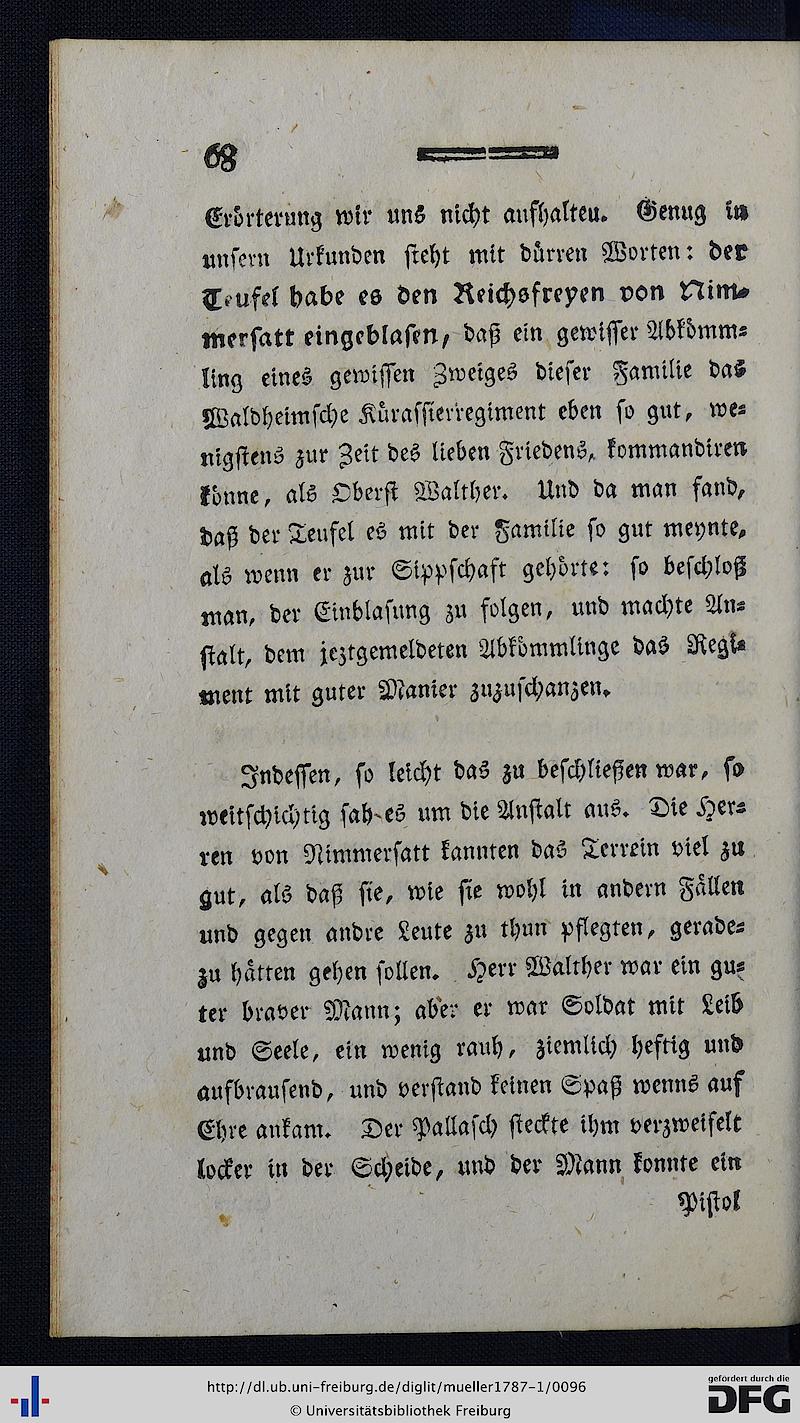 68
Erörterung wir uns nicht aufhalten. Genug in
unsern Urkunden steht mit dürren Worten: der
Teufel habe es den Reichsfreyen von Nim-
mersatt eingeblasen, daß ein gewisser Abkömm-
ling eines gewissen Zweiges dieser Familie das
Waldheimsche Kürassierregiment eben so gut, we-
nigstens zur Zeit des lieben Friedens, kommandiren
könne, als Oberst Walther. Und da man fand,
daß der Teufel es mit der Familie so gut meynte,
als wenn er zur Sippschaft gehörte: so beschloß
man, der Einblasung zu folgen, und machte An-
stalt, dem jeztgemeldeten Abkömmlinge das Regi-
ment mit guter Manier zuzuschanzen.
Indessen, so leicht das zu beschließen war, so
weitschichtig sah es um die Anstalt aus. Die Her-
ren von Nimmersatt kannten das Terrein viel zu
gut, als daß sie, wie sie wohl in andern Fällen
und gegen andre Leute zu thun pflegten, gerade-
zu hätten gehen sollen. Herr Walther war ein gu-
ter braver Mann; aber er war Soldat mit Leib
und Seele, ein wenig rauh, ziemlich heftig und
aufbrausend, und verstand keinen Spaß wenns auf
Ehre ankam. Der Pallasch steckte ihm verzweifelt
locker in der Scheide, und der Mann konnte ein
Pistol
http://dl.ub.uni-freiburg.de/diglit/mueller1787-1/0096
© Universitätsbibliothek Freiburg
gefördert durch die
DFG